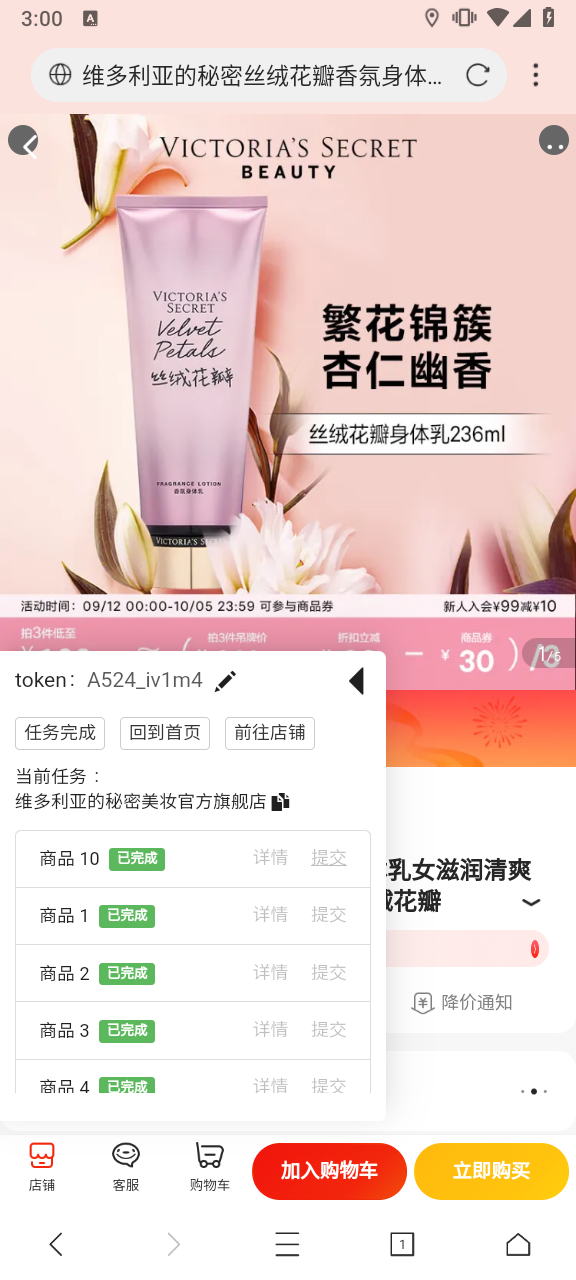 3:00
A
维多利亚的秘密丝绒花瓣香氛身体...
VICTORIA'S SECRET
BEAUTY
VICTORIA'S
SECRET
Velvet
Petals
丝绒花瓣
繁花锦簇
杏仁幽香
丝绒花瓣身体乳236ml
FRAGRANCE LOTION
香氛身体乳
活动时间：09/12 00:00-10/05 23:59 可参与商品券
新人入会¥99减¥10
拍3件低至
拍3件吊牌价
折扣立减
商品券
¥30
1/5
token： A524_iv1m4
任务完成 回到首页 前往店铺
当前任务：
维多利亚的秘密美妆官方旗舰店
乳女滋润清爽
绒花瓣
商品 10 已完成 详情 提交
商品 1 已完成 详情 提交
商品 2 已完成 详情 提交
降价通知
商品 3 已完成 详情 提交
商品 4 已完成 详情 提交
店铺
客服
购物车
加入购物车
立即购买
1